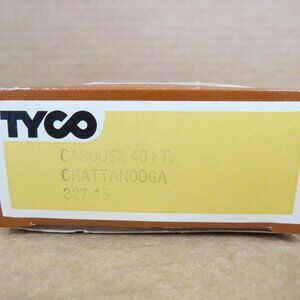 TYCO
CABOOSE 40 FT.
CHATTANOOGA
327-15